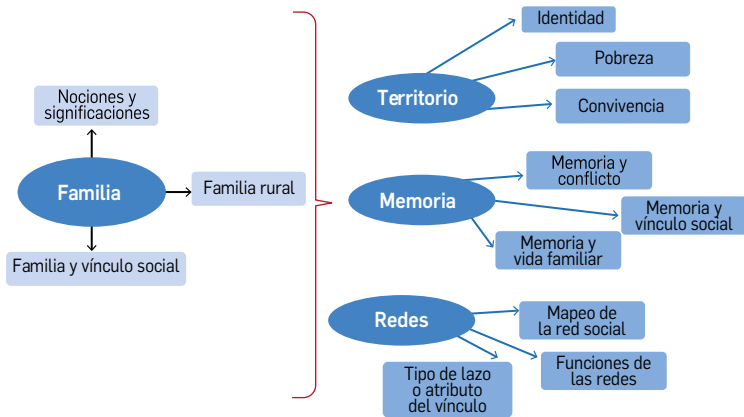 Nociones y
significaciones
Familia
Familia rural
Familia y vínculo social
Identidad
Pobreza
Territorio
Convivencia
Memoria y
conflicto
Memoria
Memoria y
vínculo social
Memoria y
vida familiar
Redes
Mapeo de
la red social
Funciones de
las redes
Tipo de lazo
o atributo
del vínculo